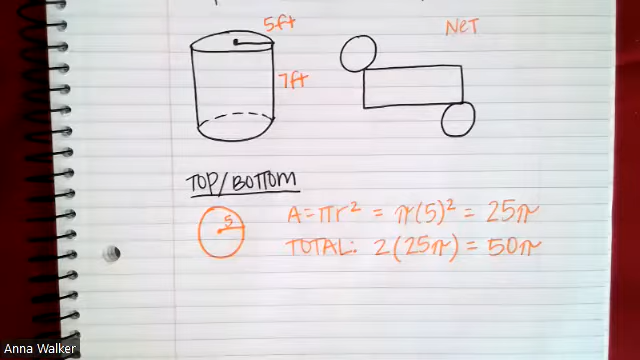 5ft
NET
7ft
TOP/BOTTOM
5
A=πr² = π(5)² = 25π
TOTAL: 2(25π) = 50π
Anna Walker